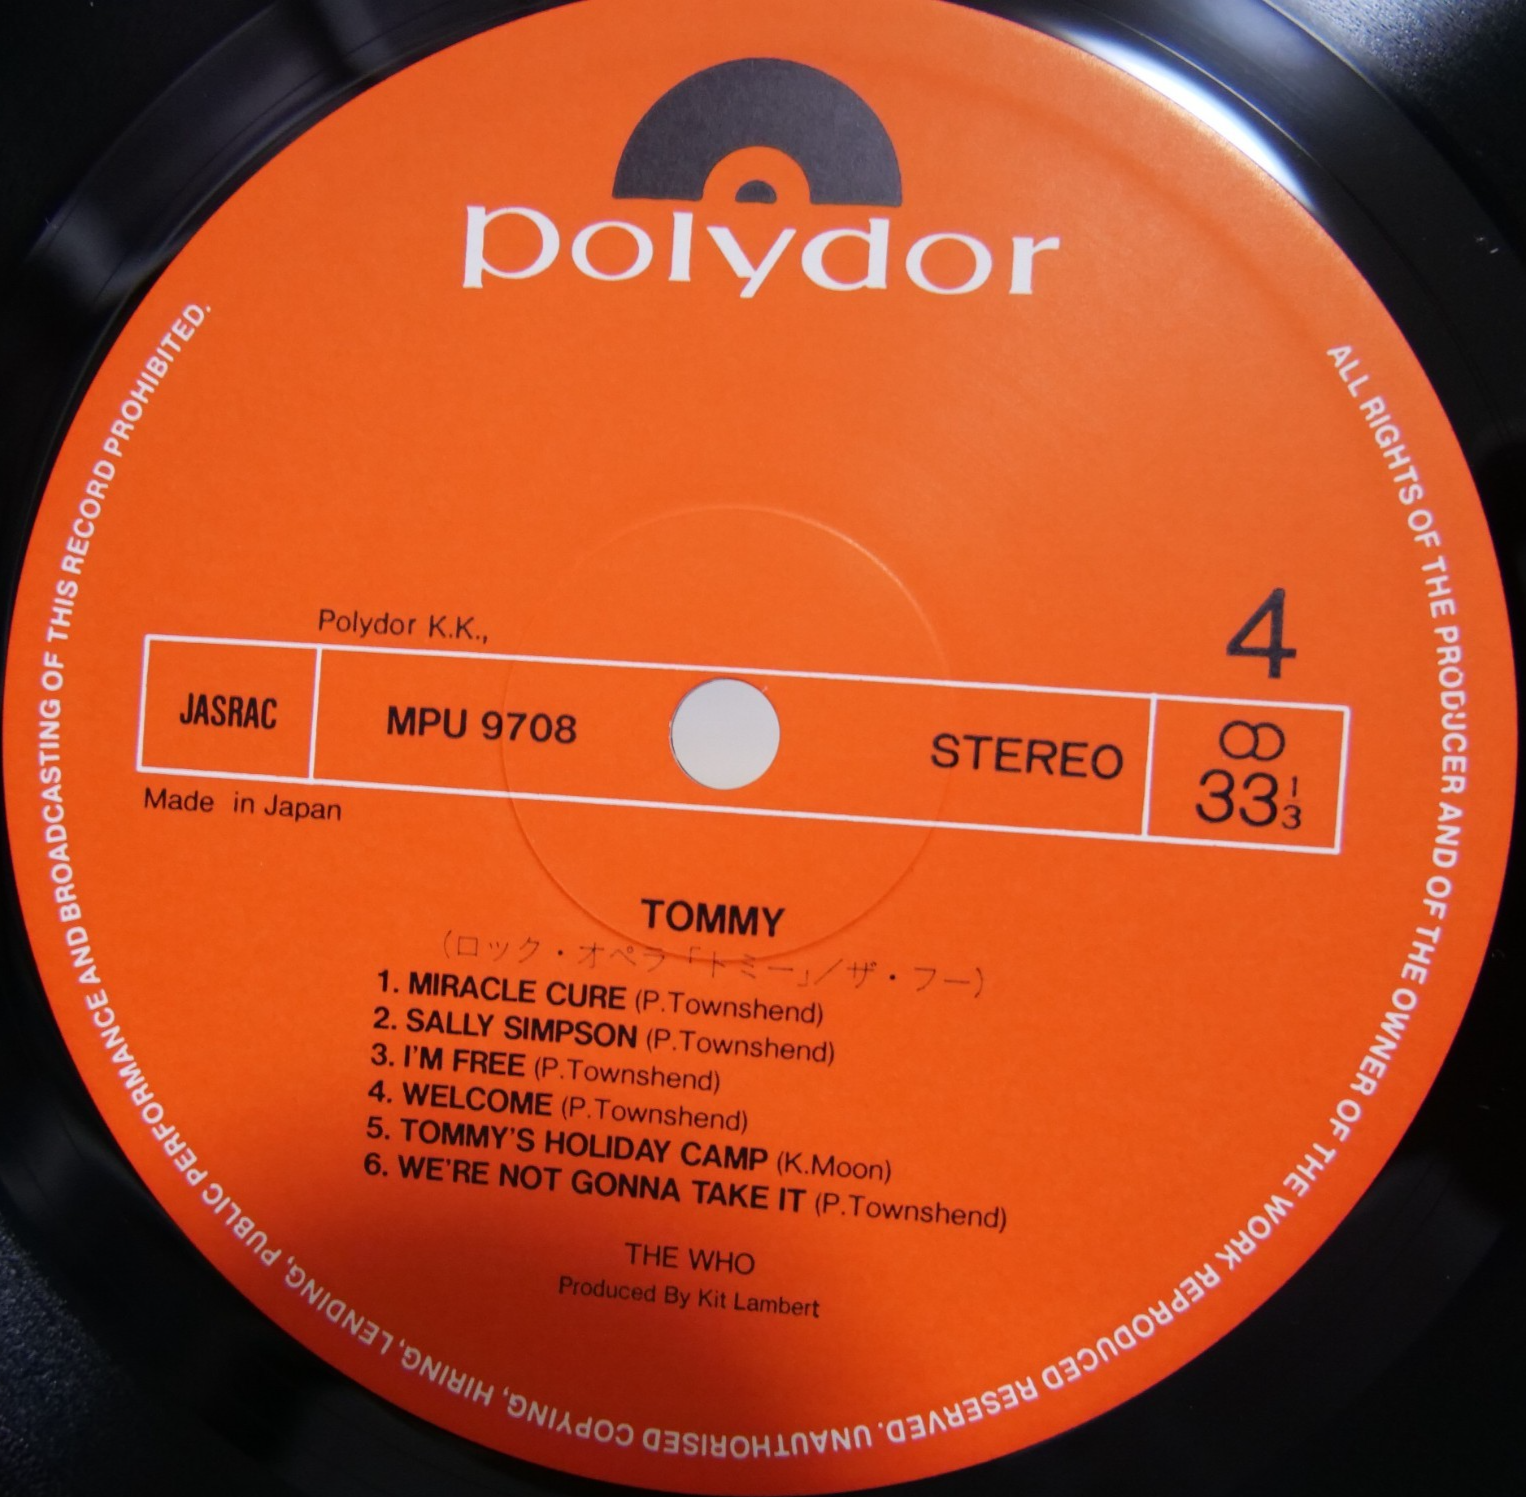 polydor
ALL RIGHTS OF THE PRODUCER AND OF THE OWNER OF THE WORK REPRODUCED RESERVED. UNAUTHORISED COPYING, HIRING, LENDING, PUBLIC PERFORMANCE AND BROADCASTING OF THIS RECORD PROHIBITED.
4
Polydor K.K.,
JASRAC MPU 9708 STEREO
33 1/3
Made in Japan
TOMMY
(ロック・オペラ「トミー」/ザ・フー)
1. MIRACLE CURE (P.Townshend)
2. SALLY SIMPSON (P.Townshend)
3. I'M FREE (P.Townshend)
4. WELCOME (P.Townshend)
5. TOMMY'S HOLIDAY CAMP (K.Moon)
6. WE'RE NOT GONNA TAKE IT (P.Townshend)
THE WHO
Produced By Kit Lambert